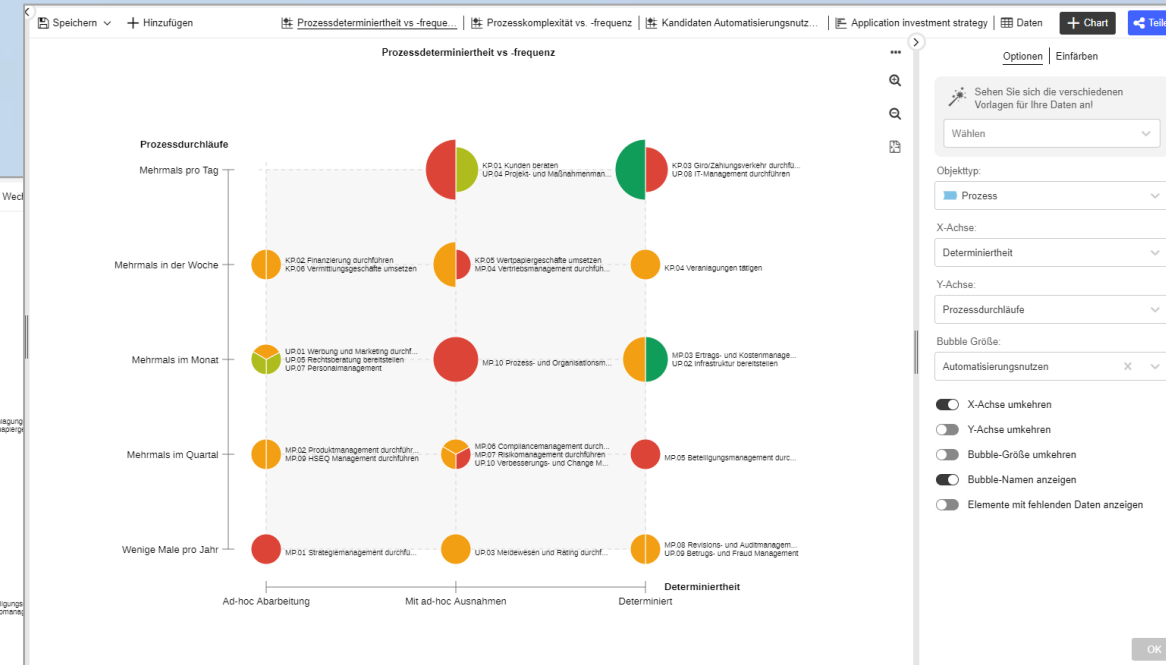 Speichern
Hinzufügen
Prozessdeterminiertheit vs -freque...
Prozesskomplexität vs. -frequenz
Kandidaten Automatisierungsnutz...
Application investment strategy
Daten
Chart
Teile
Prozessdeterminiertheit vs -frequenz
Optionen
Einfärben
Sehen Sie sich die verschiedenen
Vorlagen für Ihre Daten an!
Wählen
Objekttyp:
Prozess
X-Achse:
Determiniertheit
Y-Achse:
Prozessdurchläufe
Bubble Größe:
Automatisierungsnutzen
X-Achse umkehren
Y-Achse umkehren
Bubble-Größe umkehren
Bubble-Namen anzeigen
Elemente mit fehlenden Daten anzeigen
OK
Prozessdurchläufe
Mehrmals pro Tag
KP.01 Kunden beraten
UP.04 Projekt- und Maßnahmenman...
KP.03 Giro/Zahlungsverkehr durchfü...
UP.08 IT-Management durchführen
Mehrmals in der Woche
KP.02 Finanzierung durchführen
KP.06 Vermittlungsgeschäfte umsetzen
KP.05 Wertpapiergeschäfte umsetzen
MP.04 Vertriebsmanagement durchfüh...
KP.04 Veranlagungen tätigen
Mehrmals im Monat
UP.01 Werbung und Marketing durchf...
UP.05 Rechtsberatung bereitstellen
UP.07 Personalmanagement
MP.10 Prozess- und Organisationsm...
MP.03 Ertrags- und Kostenmanage...
UP.02 Infrastruktur bereitstellen
Mehrmals im Quartal
MP.02 Produktmanagement durchführ...
MP.09 HSEQ Management durchführen
MP.06 Compliancemanagement durch...
MP.07 Risikomanagement durchführen
UP.10 Verbesserungs- und Change M...
MP.05 Beteiligungsmanagement durc...
Wenige Male pro Jahr
MP.01 Strategiemanagement durchfü...
UP.03 Meldewesen und Rating durchf...
MP.08 Revisions- und Auditmanagem...
UP.09 Betrugs- und Fraud Management
Determiniertheit
Ad-hoc Abarbeitung
Mit ad-hoc Ausnahmen
Determiniert